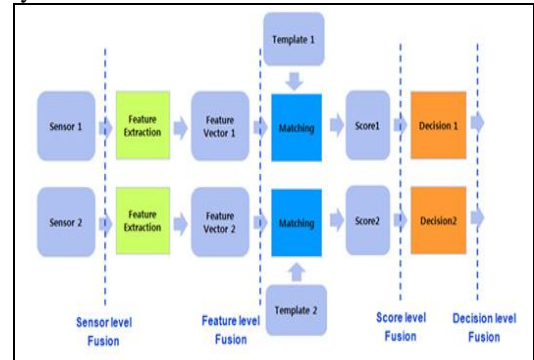 Template 1
Sensor 1
Feature
Extraction
Feature
Vector 1
Matching
Score1
Decision 1
Sensor 2
Feature
Extraction
Feature
Vector 2
Matching
Score2
Decision2
Template 2
Sensor level
Fusion
Feature level
Fusion
Score level
Fusion
Decision level
Fusion